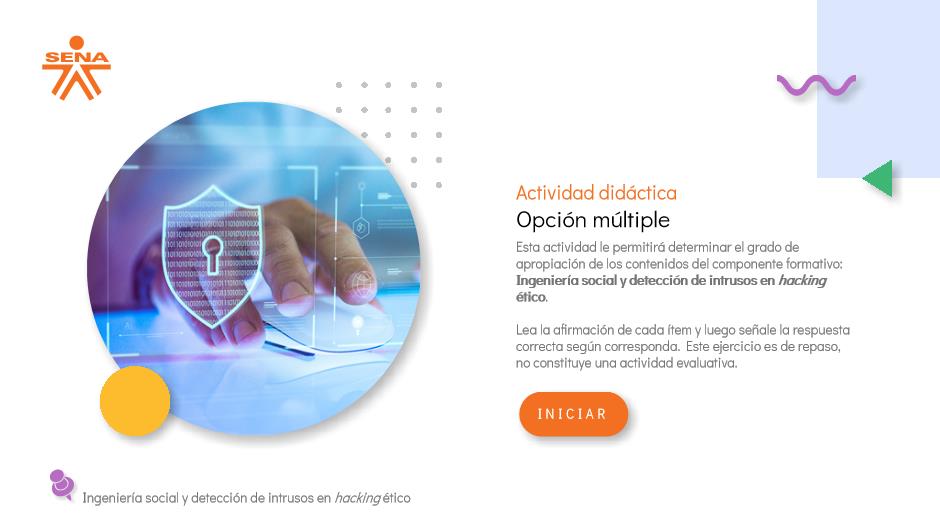 SENA
Actividad didáctica
Opción múltiple
Esta actividad le permitirá determinar el grado de
apropiación de los contenidos del componente formativo:
Ingeniería social y detección de intrusos en hacking
ético.
Lea la afirmación de cada ítem y luego señale la respuesta
correcta según corresponda. Este ejercicio es de repaso,
no constituye una actividad evaluativa.
INICIAR
Ingeniería social y detección de intrusos en hacking ético